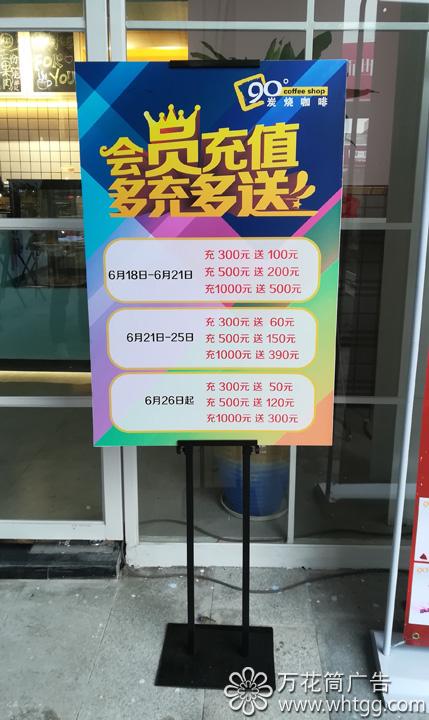 90°
coffee shop
炭烧咖啡
会员充值
多充多送
6月18日-6月21日
充 300元 送 100元
充 500元 送 200元
充1000元 送 500元
6月21日-25日
充 300元 送 60元
充 500元 送 150元
充1000元 送 390元
6月26日起
充 300元 送 50元
充 500元 送 120元
充1000元 送 300元
万花筒广告
www.whtgg.com